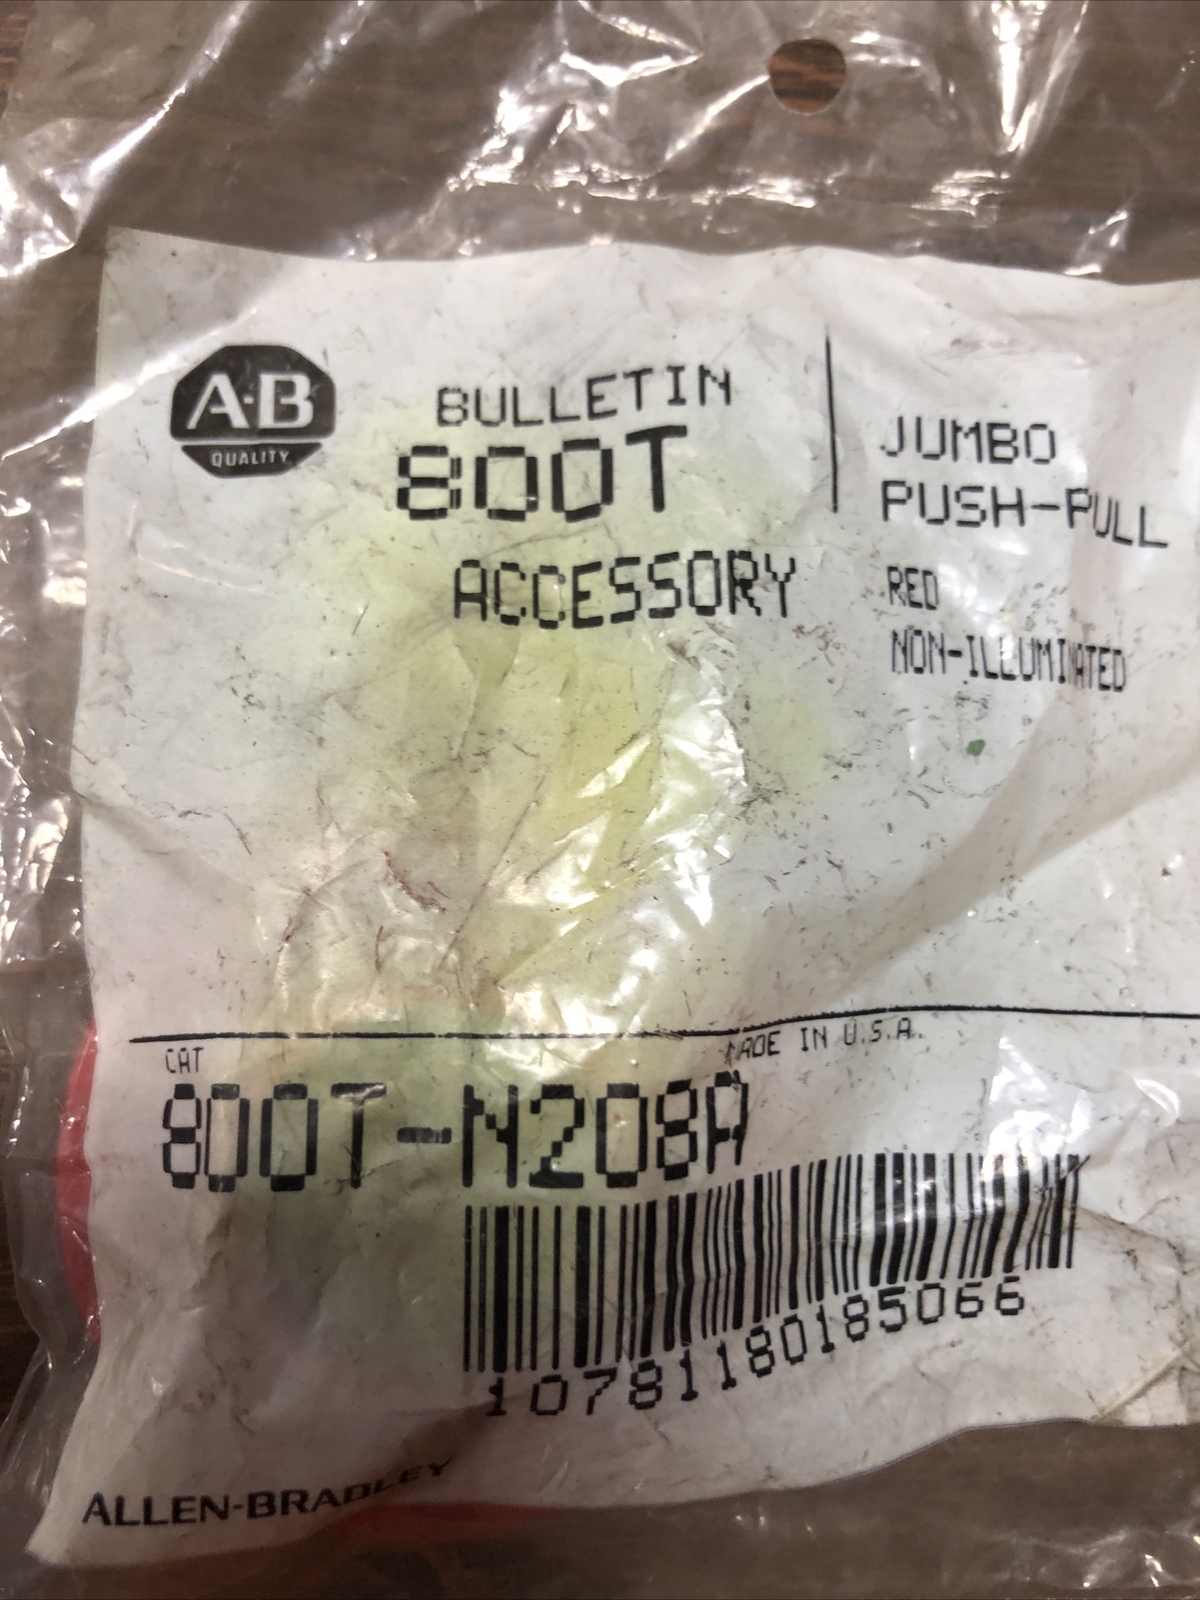 A·B
QUALITY
BULLETIN
800T
ACCESSORY
JUMBO
PUSH-PULL
RED
NON-ILLUMINATED
CAT
MADE IN U.S.A.
800T-N208A
10781180185066
ALLEN-BRADLEY